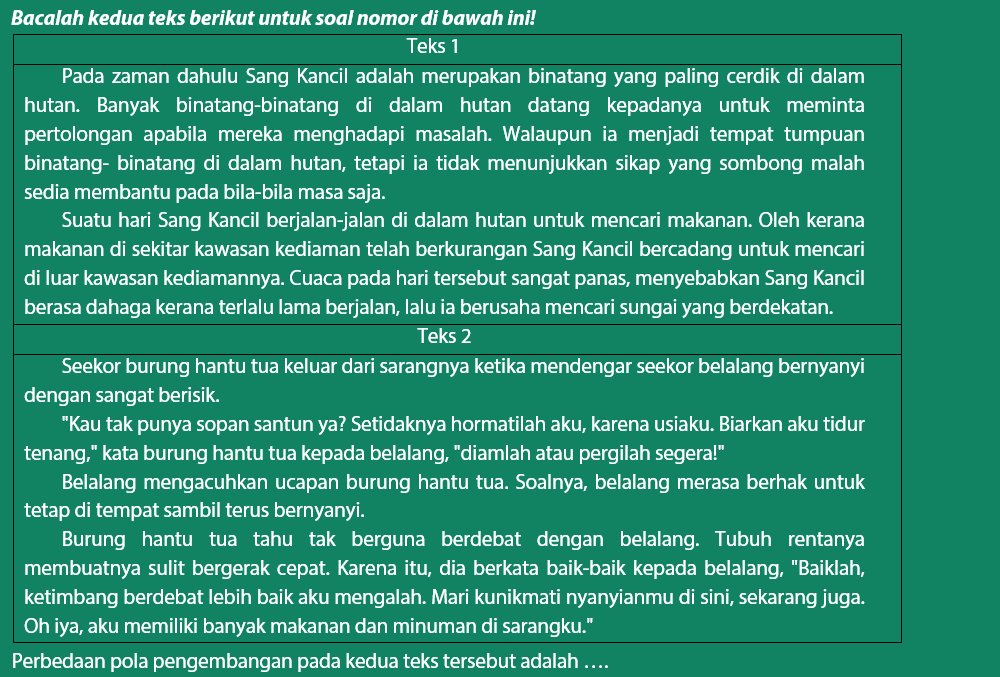 Bacalah kedua teks berikut untuk soal nomor di bawah ini!
Teks 1
Pada zaman dahulu Sang Kancil adalah merupakan binatang yang paling cerdik di dalam
hutan. Banyak binatang-binatang di dalam hutan datang kepadanya untuk meminta
pertolongan apabila mereka menghadapi masalah. Walaupun ia menjadi tempat tumpuan
binatang- binatang di dalam hutan, tetapi ia tidak menunjukkan sikap yang sombong malah
sedia membantu pada bila-bila masa saja.
Suatu hari Sang Kancil berjalan-jalan di dalam hutan untuk mencari makanan. Oleh kerana
makanan di sekitar kawasan kediaman telah berkurangan Sang Kancil bercadang untuk mencari
di luar kawasan kediamannya. Cuaca pada hari tersebut sangat panas, menyebabkan Sang Kancil
berasa dahaga kerana terlalu lama berjalan, lalu ia berusaha mencari sungai yang berdekatan.
Teks 2
Seekor burung hantu tua keluar dari sarangnya ketika mendengar seekor belalang bernyanyi
dengan sangat berisik.
"Kau tak punya sopan santun ya? Setidaknya hormatilah aku, karena usiaku. Biarkan aku tidur
tenang," kata burung hantu tua kepada belalang, "diamlah atau pergilah segera!"
Belalang mengacuhkan ucapan burung hantu tua. Soalnya, belalang merasa berhak untuk
tetap di tempat sambil terus bernyanyi.
Burung hantu tua tahu tak berguna berdebat dengan belalang. Tubuh rentanya
membuatnya sulit bergerak cepat. Karena itu, dia berkata baik-baik kepada belalang, "Baiklah,
ketimbang berdebat lebih baik aku mengalah. Mari kunikmati nyanyianmu di sini, sekarang juga.
Oh iya, aku memiliki banyak makanan dan minuman di sarangku."
Perbedaan pola pengembangan pada kedua teks tersebut adalah ….